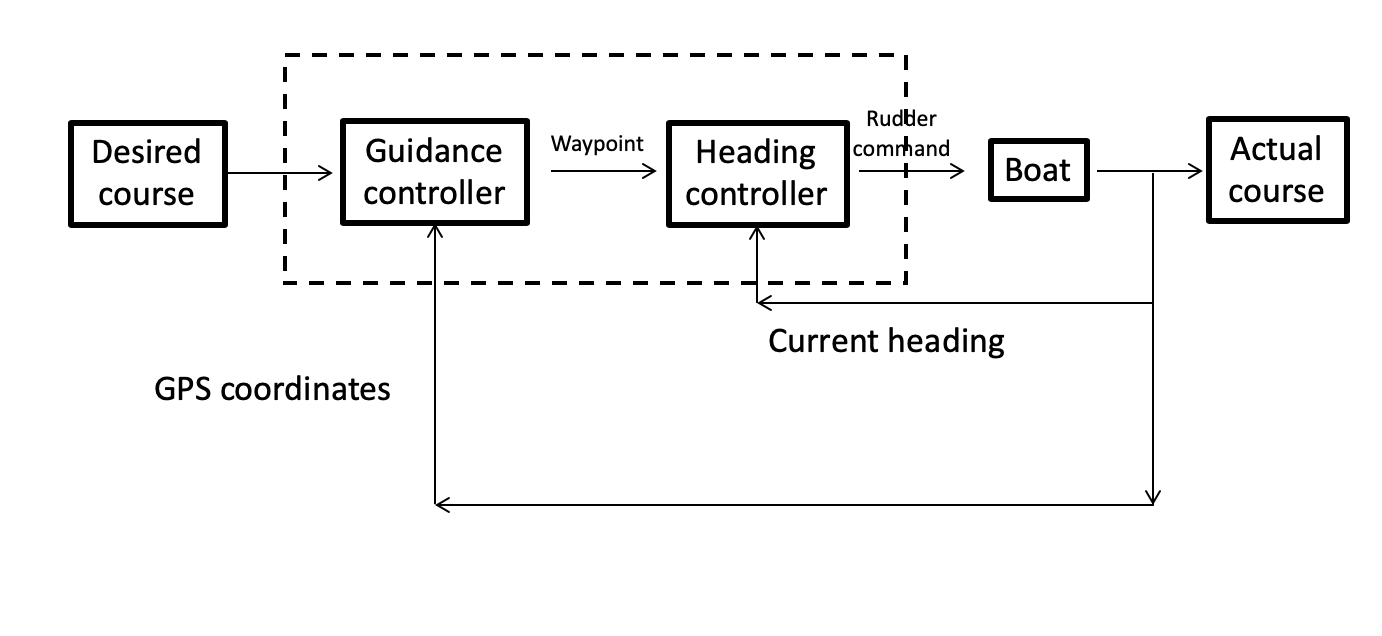 Desired
course
Guidance
controller
Waypoint
Heading
controller
Rudder
command
Boat
Actual
course
Current heading
GPS coordinates